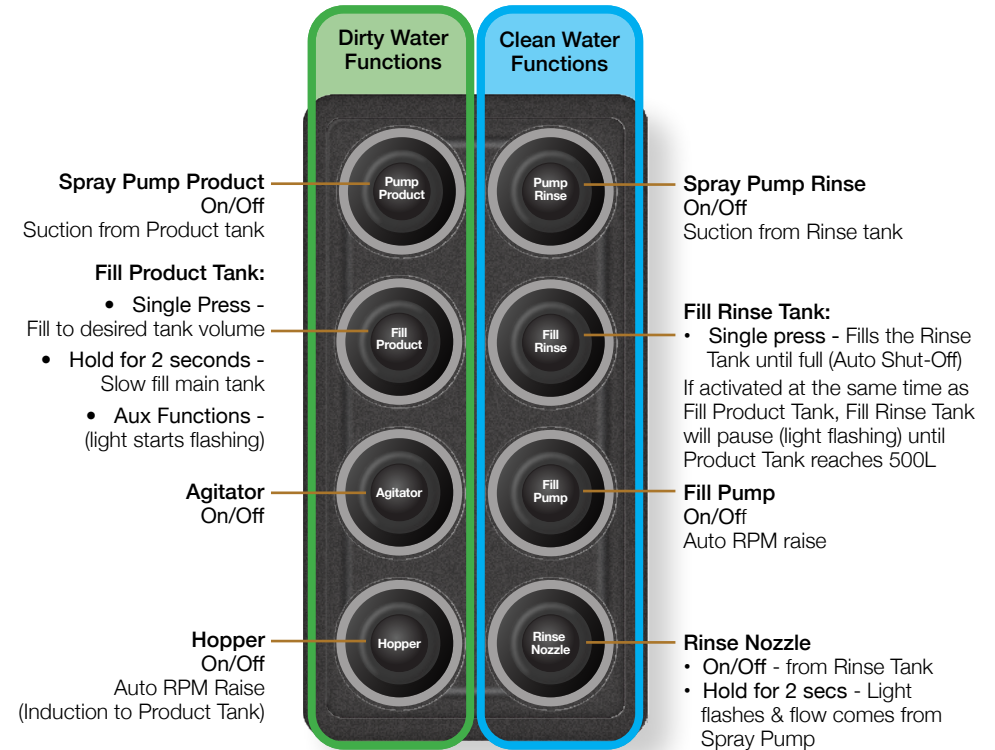 Dirty Water
Functions
Clean Water
Functions
Spray Pump Product
On/Off
Suction from Product tank
Pump
Product
Pump
Rinse
Spray Pump Rinse
On/Off
Suction from Rinse tank
Fill Product Tank:
• Single Press -
Fill to desired tank volume
• Hold for 2 seconds -
Slow fill main tank
• Aux Functions -
(light starts flashing)
Fill
Product
Fill
Rinse
Fill Rinse Tank:
• Single press - Fills the Rinse
Tank until full (Auto Shut-Off)
If activated at the same time as
Fill Product Tank, Fill Rinse Tank
will pause (light flashing) until
Product Tank reaches 500L
Agitator
On/Off
Agitator
Fill
Pump
Fill Pump
On/Off
Auto RPM raise
Hopper
On/Off
Auto RPM Raise
(Induction to Product Tank)
Hopper
Rinse
Nozzle
Rinse Nozzle
• On/Off - from Rinse Tank
• Hold for 2 secs - Light
flashes & flow comes from
Spray Pump